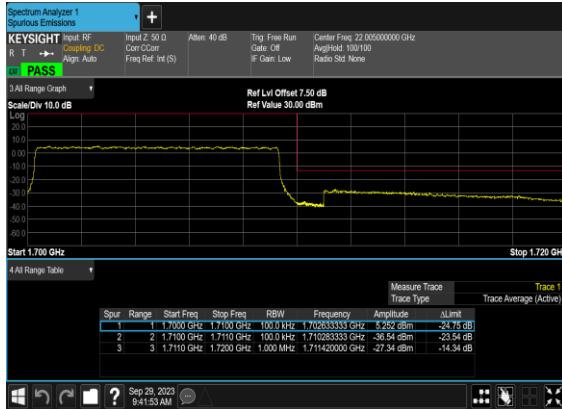 Spectrum Analyzer 1
Spurious Emissions
+
KEYSIGHT Input: RF Input Z: 50 Ω Atten: 40 dB Trig: Free Run Center Freq: 22.005000000 GHz
R T Coupling: DC Corr CCorr Gate: Off Avg|Hold: 100/100
Align: Auto Freq Ref: Int (S) IF Gain: Low Radio Std: None
PASS
3 All Range Graph Ref Lvl Offset 7.50 dB
Scale/Div 10.0 dB Ref Value 30.00 dBm
Log
20.0
10.0
0.00
-10.0
-20.0
-30.0
-40.0
-50.0
-60.0
Start 1.700 GHz Stop 1.720 GH
4 All Range Table
Measure Trace Trace 1
Trace Type Trace Average (Active)
Spur Range Start Freq Stop Freq RBW Frequency Amplitude ΔLimit
1 1 1.7000 GHz 1.7100 GHz 100.0 kHz 1.702633333 GHz 5.252 dBm -24.75 dB
2 2 1.7100 GHz 1.7110 GHz 100.0 kHz 1.710283333 GHz -36.54 dBm -23.54 dB
3 3 1.7110 GHz 1.7200 GHz 1.000 MHz 1.711420000 GHz -27.34 dBm -14.34 dB
? Sep 29, 2023
9:41:53 AM